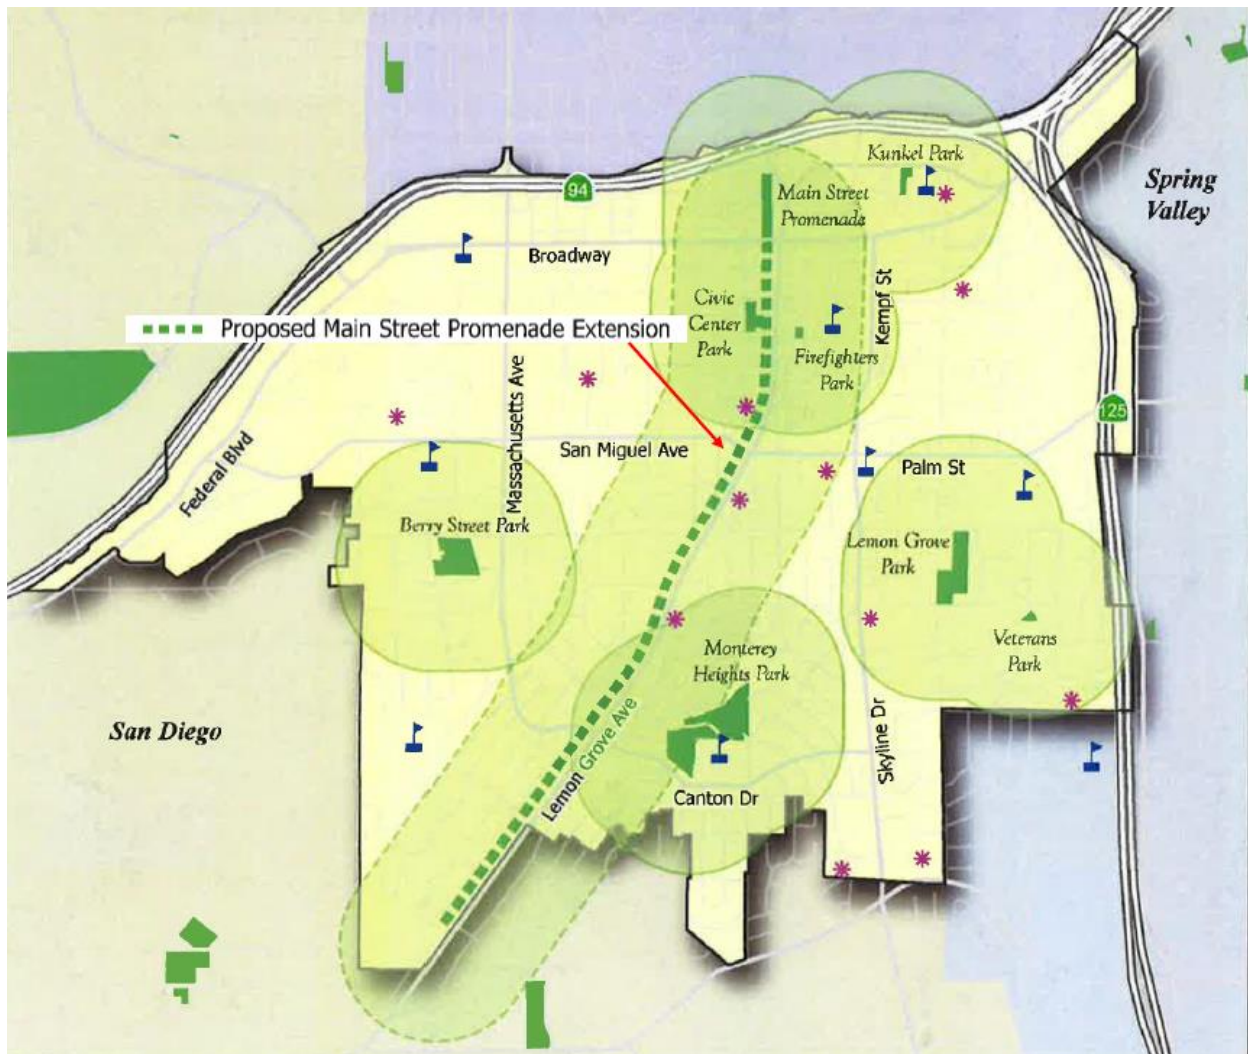 Kunkel Park
Spring
Valley
94
Main Street
Promenade
Broadway
Civic
Center
Park
Kempf St
Proposed Main Street Promenade Extension
Firefighters
Park
Massachusetts Ave
125
Federal Blvd
San Miguel Ave
Palm St
Berry Street Park
Lemon Grove
Park
Veterans
Park
Monterey
Heights Park
San Diego
Lemon Grove Ave
Skyline Dr
Canton Dr